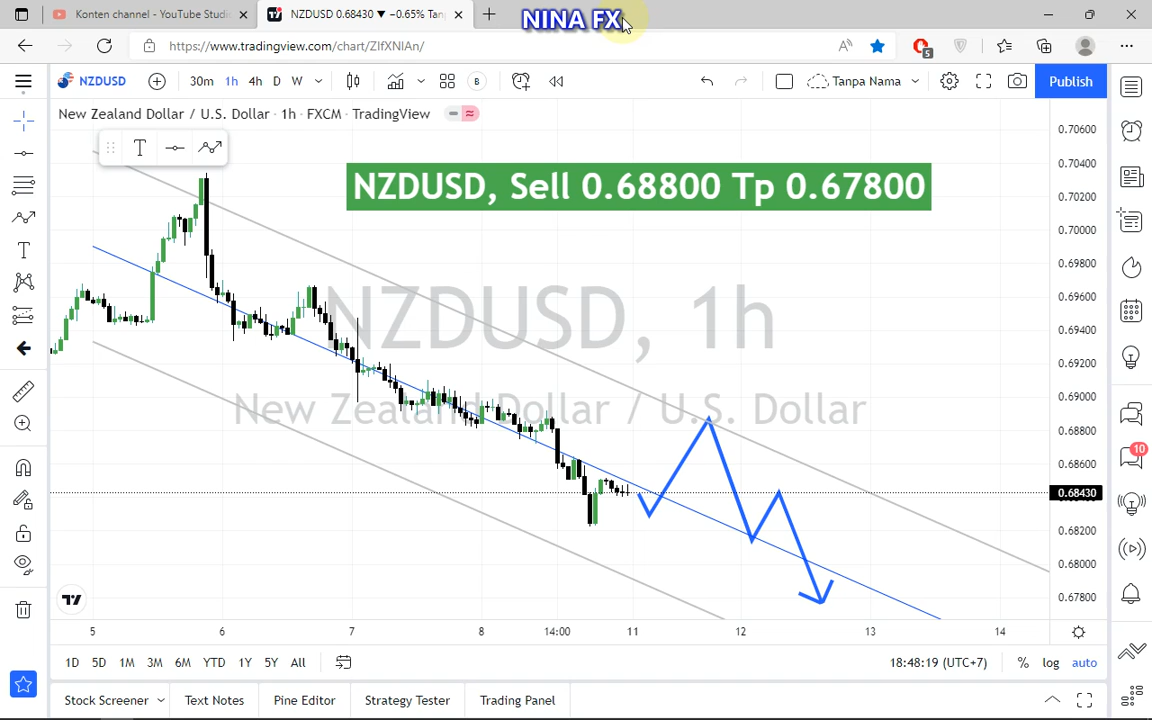 Konten channel - YouTube Studi
NZDUSD 0.68430 ▼ −0.65% Tan
NINA FX
https://www.tradingview.com/chart/ZIfXNIAn/
5
NZDUSD
30m 1h 4h D W
B
Tanpa Nama
Publish
New Zealand Dollar / U.S. Dollar · 1h · FXCM · TradingView
NZDUSD, Sell 0.68800 Tp 0.67800
NZDUSD, 1h
New Zealand Dollar / U.S. Dollar
0.70600
0.70400
0.70200
0.70000
0.69800
0.69600
0.69400
0.69200
0.69000
0.68800
0.68600
0.68430
0.68200
0.68000
0.67800
10
5 6 7 8 14:00 11 12 13 14
1D 5D 1M 3M 6M YTD 1Y 5Y All
18:48:19 (UTC+7) % log auto
Stock Screener Text Notes Pine Editor Strategy Tester Trading Panel